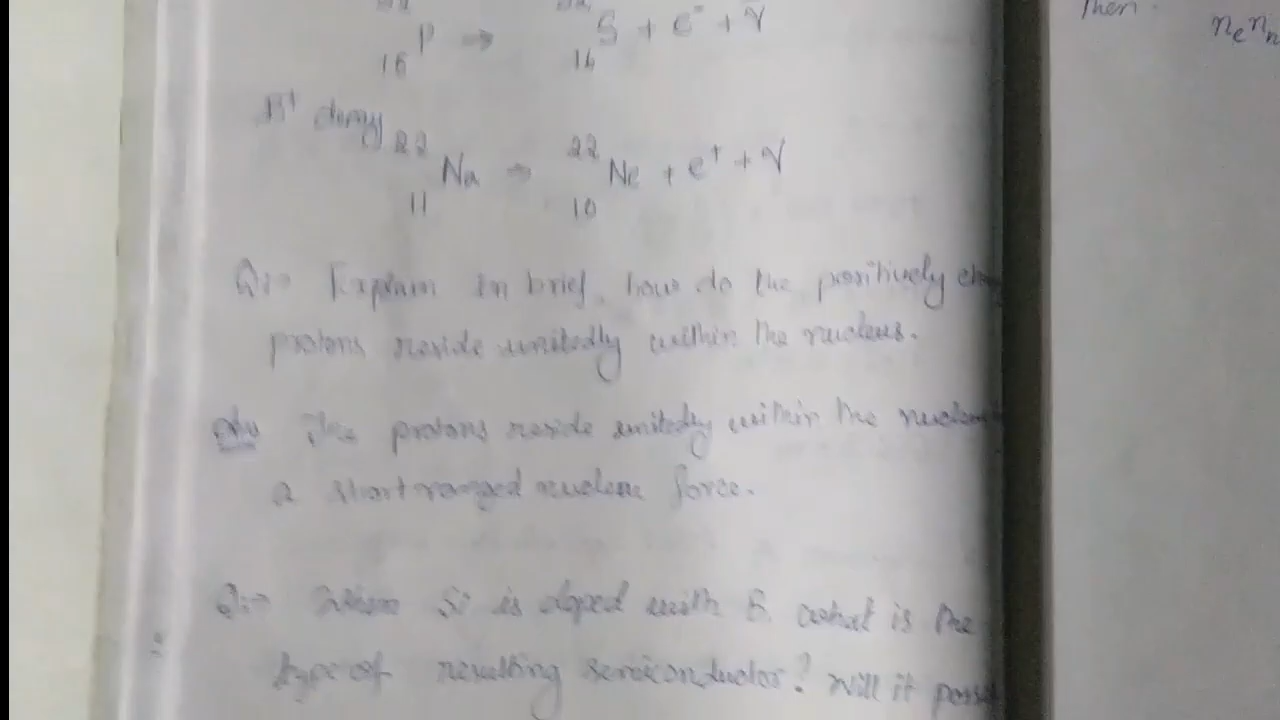 16 P → 16 S + e⁻ + ν̄
β⁺ decay
22 11 Na → 22 10 Ne + e⁺ + ν
Q:→ Explain in brief, how do the positively
protons reside unitedly within the nucleus.
Ans The protons reside unitedly within the
a short ranged nuclear force.
Q:→ When Si is doped with B, what is the
type of resulting semiconductor? Will it
Then